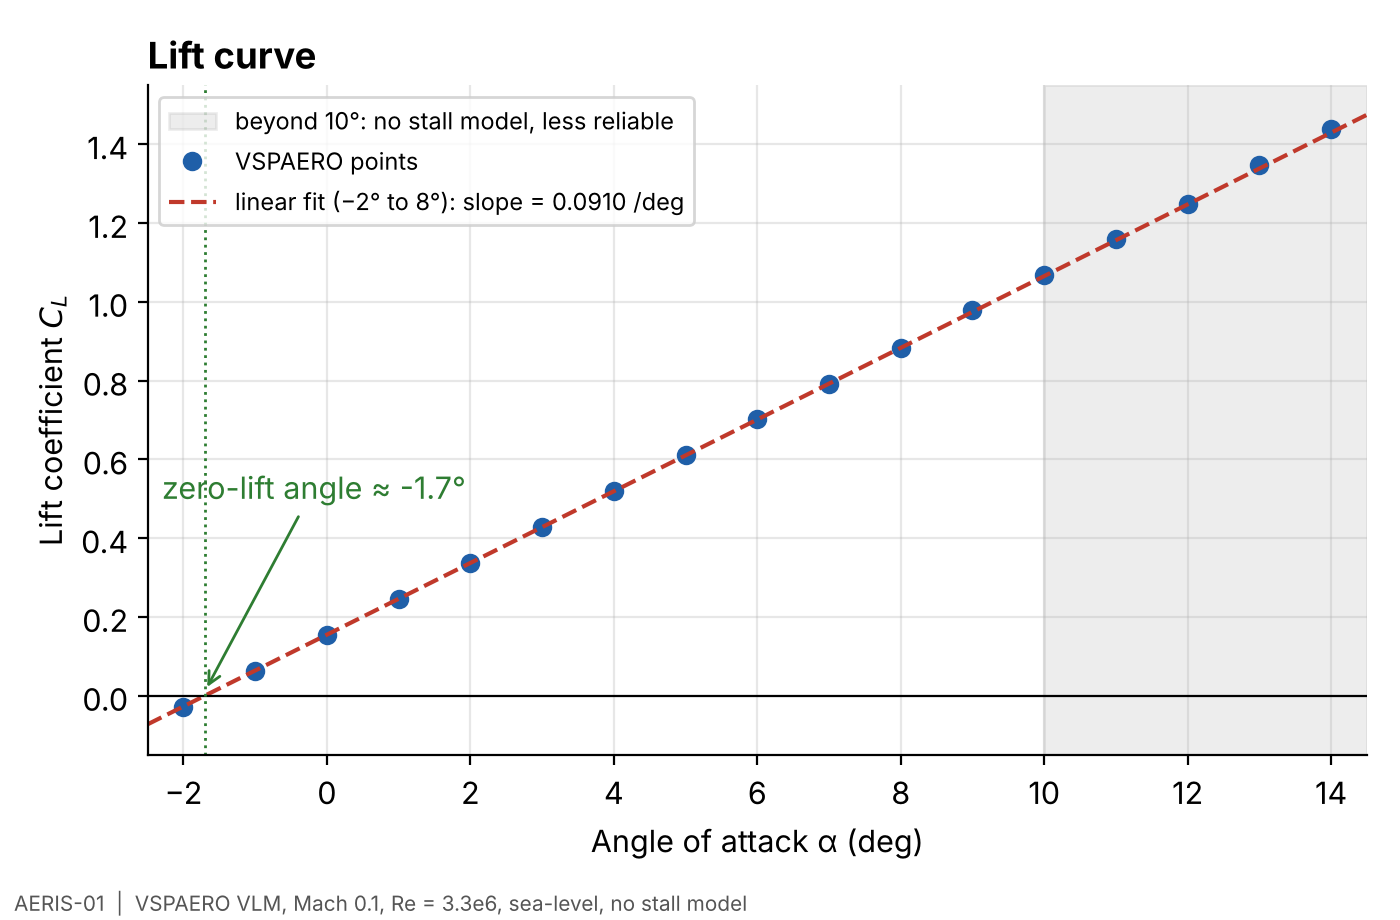 Lift curve
beyond 10°: no stall model, less reliable
VSPAERO points
linear fit (−2° to 8°): slope = 0.0910 /deg
1.4
1.2
1.0
0.8
0.6
0.4
0.2
0.0
Lift coefficient C_L
zero-lift angle ≈ -1.7°
−2 0 2 4 6 8 10 12 14
Angle of attack α (deg)
AERIS-01 | VSPAERO VLM, Mach 0.1, Re = 3.3e6, sea-level, no stall model